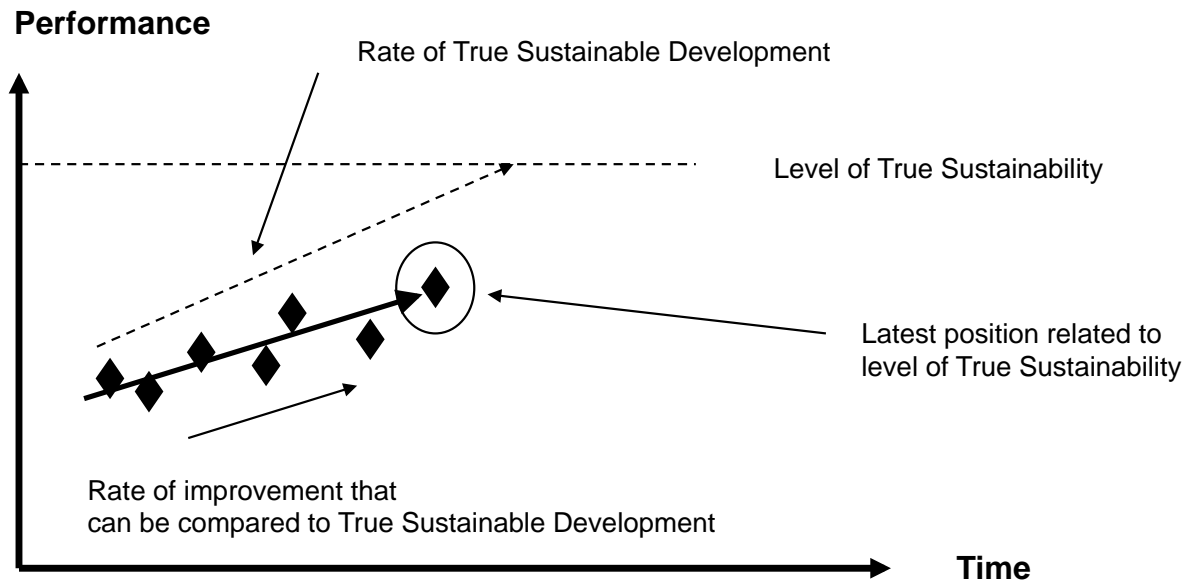 Performance
Rate of True Sustainable Development
Level of True Sustainability
Latest position related to
level of True Sustainability
Rate of improvement that
can be compared to True Sustainable Development
Time